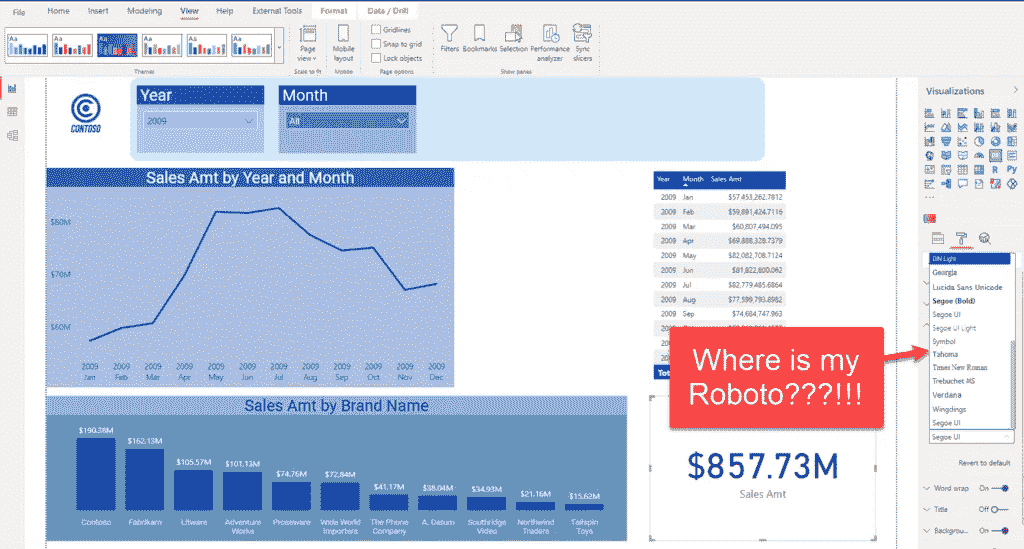 File Home Insert Modeling View Help External Tools Format Data / Drill
Aa Aa Aa Aa Aa Aa
Page view
Mobile layout
Gridlines
Snap to grid
Lock objects
Filters Bookmarks Selection Performance analyzer Sync slicers
Themes Scale to fit Mobile Page options Show panes
Visualizations
CONTOSO
Year Month
2009 All
R Py
Sales Amt by Year and Month
$80M
$70M
$60M
2009 2009 2009 2009 2009 2009 2009 2009 2009 2009 2009 2009
Jan Feb Mar Apr May Jun Jul Aug Sep Oct Nov Dec
Year Month Sales Amt
2009 Jan $57,453,262.7812
2009 Feb $59,891,424.7116
2009 Mar $60,807,494.095
2009 Apr $69,888,328.7379
2009 May $82,082,708.7124
2009 Jun $81,822,800.062
2009 Jul $82,779,485.6864
2009 Aug $77,599,793.8982
2009 Sep $74,684,747.963
Where is my
Roboto???!!!
DIN Light
Georgia
Lucida Sans Unicode
Segoe (Bold)
Segoe UI
Segoe UI Light
Symbol
Tahoma
Times New Roman
Trebuchet MS
Verdana
Wingdings
Segoe UI
Segoe UI
Revert to default
Word wrap On
Title Off
Backgrou... On
Sales Amt by Brand Name
$190.38M $162.13M $105.57M $101.13M $74.76M $72.84M $41.17M $38.04M $34.93M $21.16M $15.62M
Contoso Fabrikam Litware Adventure Works Proseware Wide World Importers The Phone Company A. Datum Southridge Video Northwind Traders Tailspin Toys
$857.73M
Sales Amt